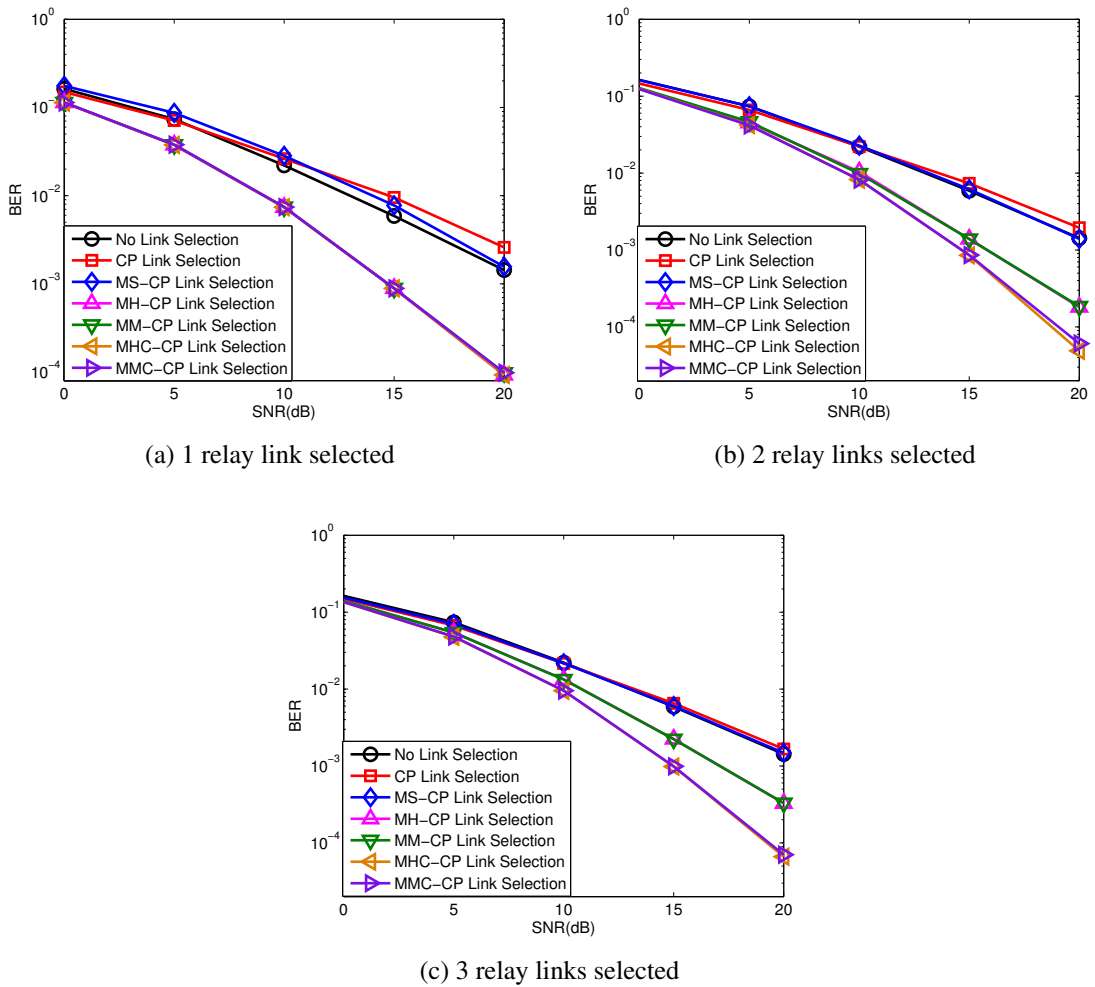 10^0
10^-1
10^-2
10^-3
10^-4
BER
0
5
10
15
20
SNR(dB)
No Link Selection
CP Link Selection
MS-CP Link Selection
MH-CP Link Selection
MM-CP Link Selection
MHC-CP Link Selection
MMC-CP Link Selection
(a) 1 relay link selected
10^0
10^-1
10^-2
10^-3
10^-4
BER
0
5
10
15
20
SNR(dB)
No Link Selection
CP Link Selection
MS-CP Link Selection
MH-CP Link Selection
MM-CP Link Selection
MHC-CP Link Selection
MMC-CP Link Selection
(b) 2 relay links selected
10^0
10^-1
10^-2
10^-3
10^-4
BER
0
5
10
15
20
SNR(dB)
No Link Selection
CP Link Selection
MS-CP Link Selection
MH-CP Link Selection
MM-CP Link Selection
MHC-CP Link Selection
MMC-CP Link Selection
(c) 3 relay links selected